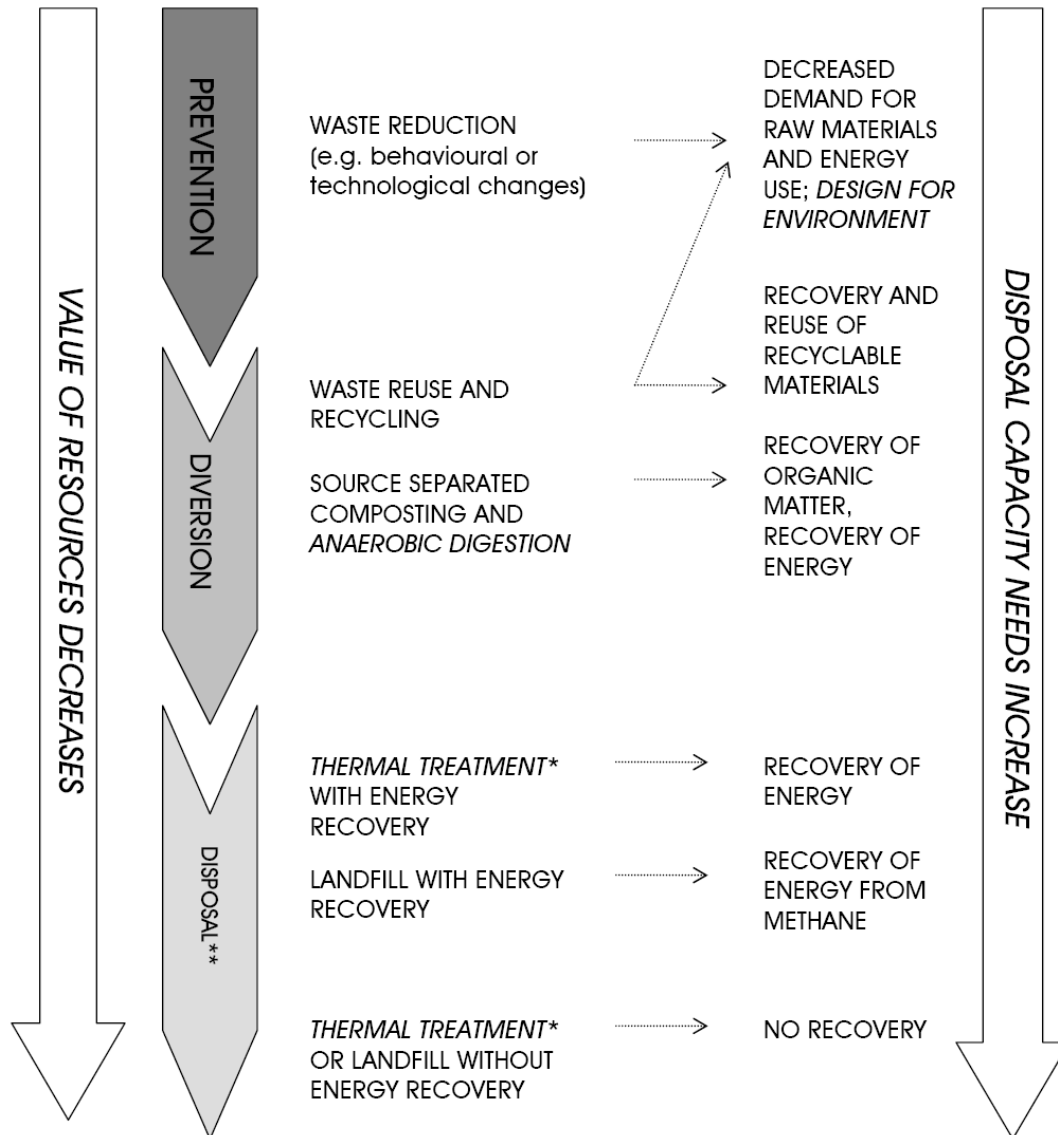 VALUE OF RESOURCES DECREASES
PREVENTION
WASTE REDUCTION
(e.g. behavioural or
technological changes)
DECREASED
DEMAND FOR
RAW MATERIALS
AND ENERGY
USE; DESIGN FOR
ENVIRONMENT
DIVERSION
WASTE REUSE AND
RECYCLING
RECOVERY AND
REUSE OF
RECYCLABLE
MATERIALS
SOURCE SEPARATED
COMPOSTING AND
ANAEROBIC DIGESTION
RECOVERY OF
ORGANIC
MATTER,
RECOVERY OF
ENERGY
DISPOSAL**
THERMAL TREATMENT*
WITH ENERGY
RECOVERY
RECOVERY OF
ENERGY
LANDFILL WITH ENERGY
RECOVERY
RECOVERY OF
ENERGY FROM
METHANE
THERMAL TREATMENT*
OR LANDFILL WITHOUT
ENERGY RECOVERY
NO RECOVERY
DISPOSAL CAPACITY NEEDS INCREASE